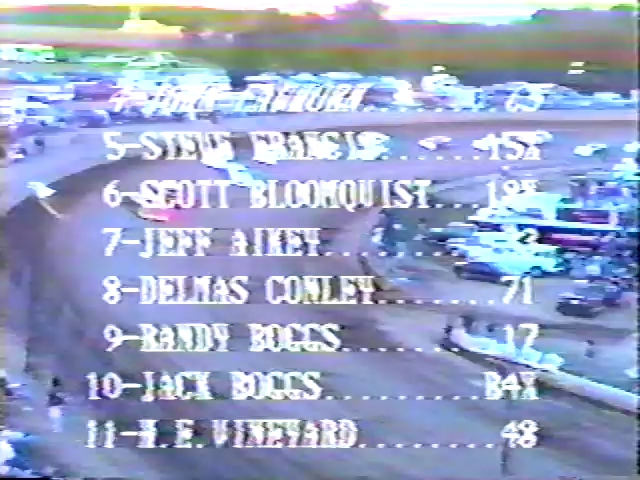 5-STEVE FRANCIS......15X
6-SCOTT BLOOMQUIST...18X
7-JEFF AIKEY
8-DELMAS CONLEY.......71
9-RANDY BOGGS.........17
10-JACK BOGGS.........B4X
11-H.E.VINEYARD........48